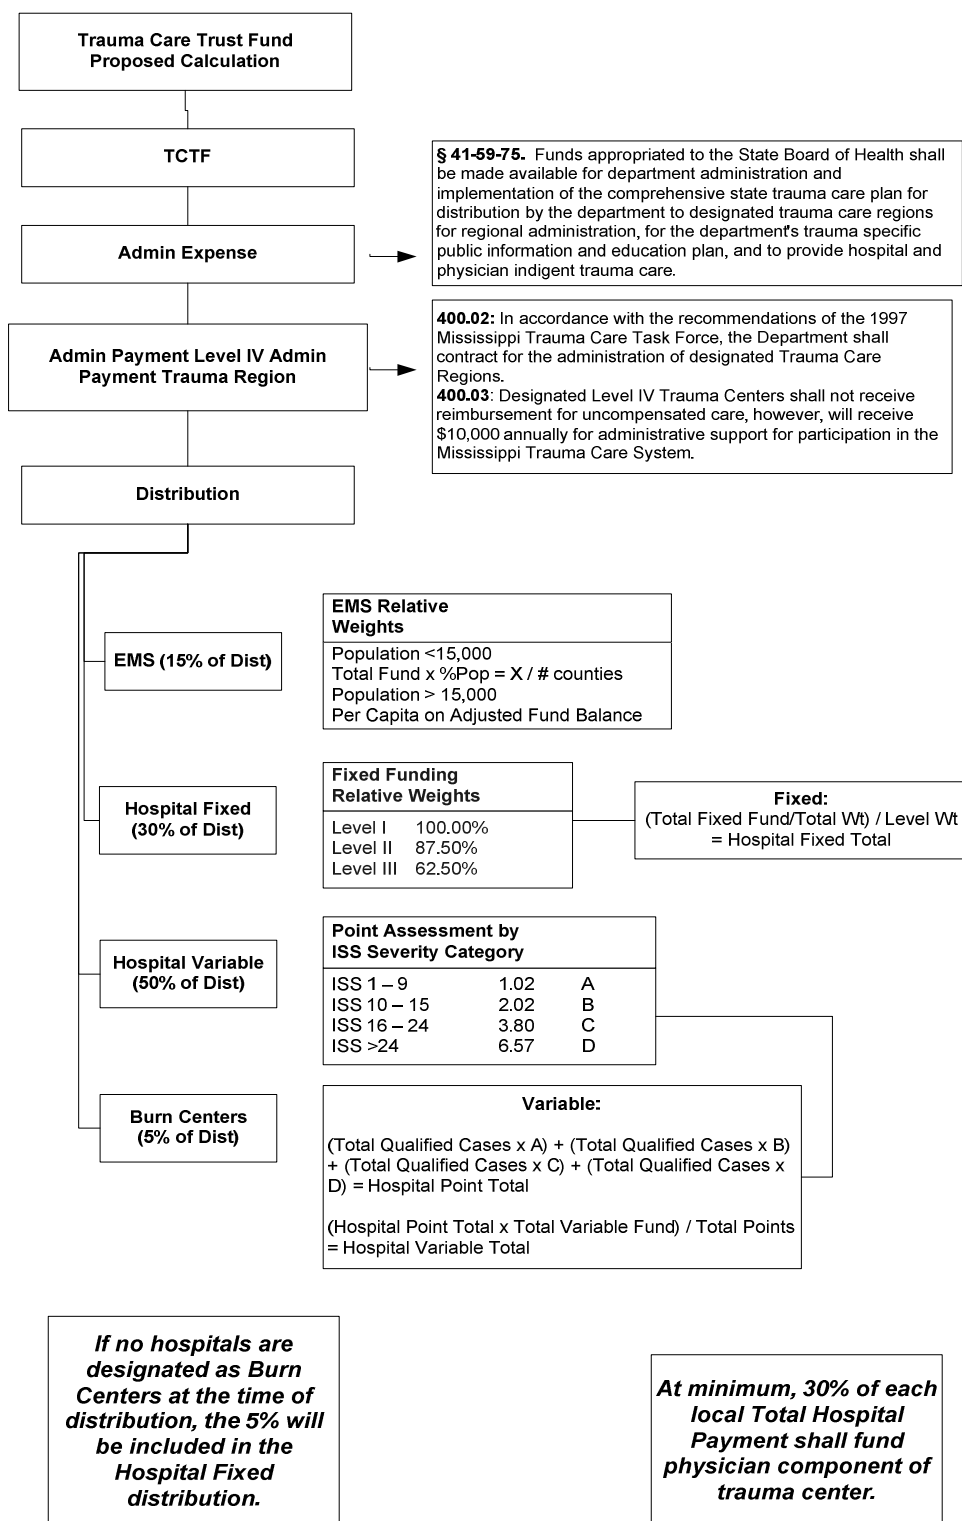 Trauma Care Trust Fund
Proposed Calculation
TCTF
§ 41-59-75.  Funds appropriated to the State Board of Health shall
be made available for department administration and
implementation of the comprehensive state trauma care plan for
distribution by the department to designated trauma care regions
for regional administration, for the department's trauma specific
public information and education plan, and to provide hospital and
physician indigent trauma care.
Admin Expense
400.02: In accordance with the recommendations of the 1997
Mississippi Trauma Care Task Force, the Department shall
contract for the administration of designated Trauma Care
Regions.
400.03: Designated Level IV Trauma Centers shall not receive
reimbursement for uncompensated care, however, will receive
$10,000 annually for administrative support for participation in the
Mississippi Trauma Care System.
Admin Payment Level IV Admin
Payment Trauma Region
Distribution
EMS (15% of Dist)
EMS Relative
Weights
Population <15,000
Total Fund x %Pop = X / # counties
Population > 15,000
Per Capita on Adjusted Fund Balance
Hospital Fixed
(30% of Dist)
Fixed Funding
Relative Weights
Level I 100.00%
Level II 87.50%
Level III 62.50%
Fixed:
(Total Fixed Fund/Total Wt) / Level Wt
= Hospital Fixed Total
Hospital Variable
(50% of Dist)
Point Assessment by
ISS Severity Category
ISS 1 – 9 1.02 A
ISS 10 – 15 2.02 B
ISS 16 – 24 3.80 C
ISS >24 6.57 D
Burn Centers
(5% of Dist)
Variable:
(Total Qualified Cases x A) + (Total Qualified Cases x B)
+ (Total Qualified Cases x C) + (Total Qualified Cases x
D) = Hospital Point Total
(Hospital Point Total x Total Variable Fund) / Total Points
= Hospital Variable Total
If no hospitals are
designated as Burn
Centers at the time of
distribution, the 5% will
be included in the
Hospital Fixed
distribution.
At minimum, 30% of each
local Total Hospital
Payment shall fund
physician component of
trauma center.